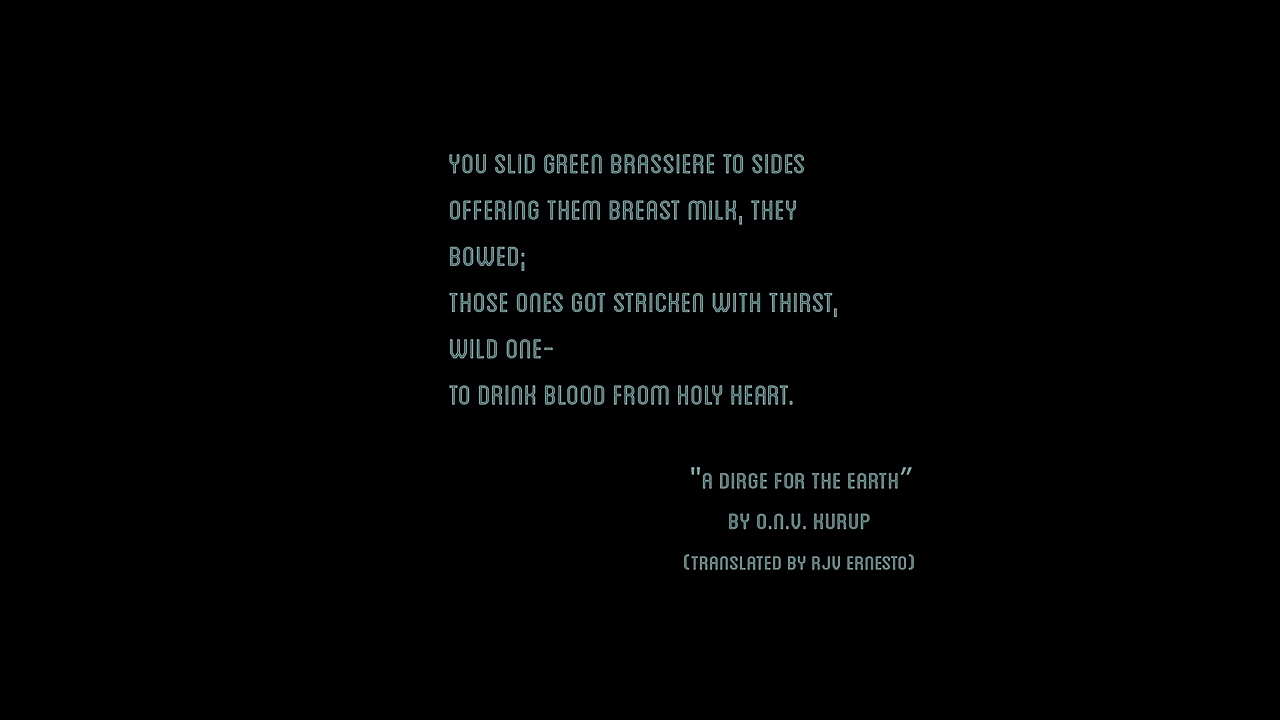 YOU SLID GREEN BRASSIERE TO SIDES
OFFERING THEM BREAST MILK, THEY
BOWED;
THOSE ONES GOT STRICKEN WITH THIRST,
WILD ONE-
TO DRINK BLOOD FROM HOLY HEART.
"A DIRGE FOR THE EARTH”
BY O.N.V. KURUP
(TRANSLATED BY RJV ERNESTO)